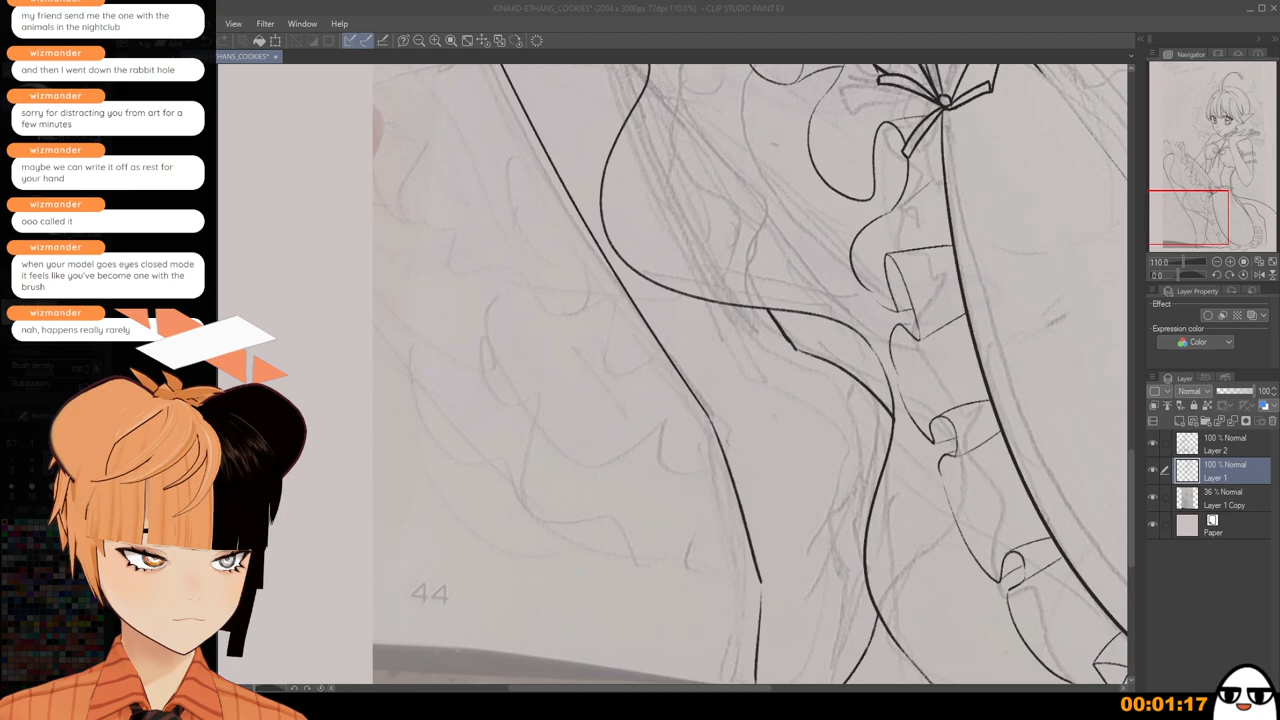 my friend send me the one with the
animals in the nightclub
wizmander
and then I went down the rabbit hole
wizmander
sorry for distracting you from art for a
few minutes
wizmander
maybe we can write it off as rest for
your hand
wizmander
ooo called it
wizmander
when your model goes eyes closed mode
it feels like you've become one with the
brush
wizmander
nah, happens really rarely
KINAKO-ETHANS_COOKIES* (2004 x 3000px 72dpi 110.0%) - CLIP STUDIO PAINT EX
View Filter Window Help
ETHANS_COOKIES*
Brush density 100
Stabilization
44
Navigator
110.0
0.0
Layer Property
Effect
Expression color
Color
Layer
Normal 100
100 % Normal
Layer 2
100 % Normal
Layer 1
36 % Normal
Layer 1 Copy
Paper
00:01:17